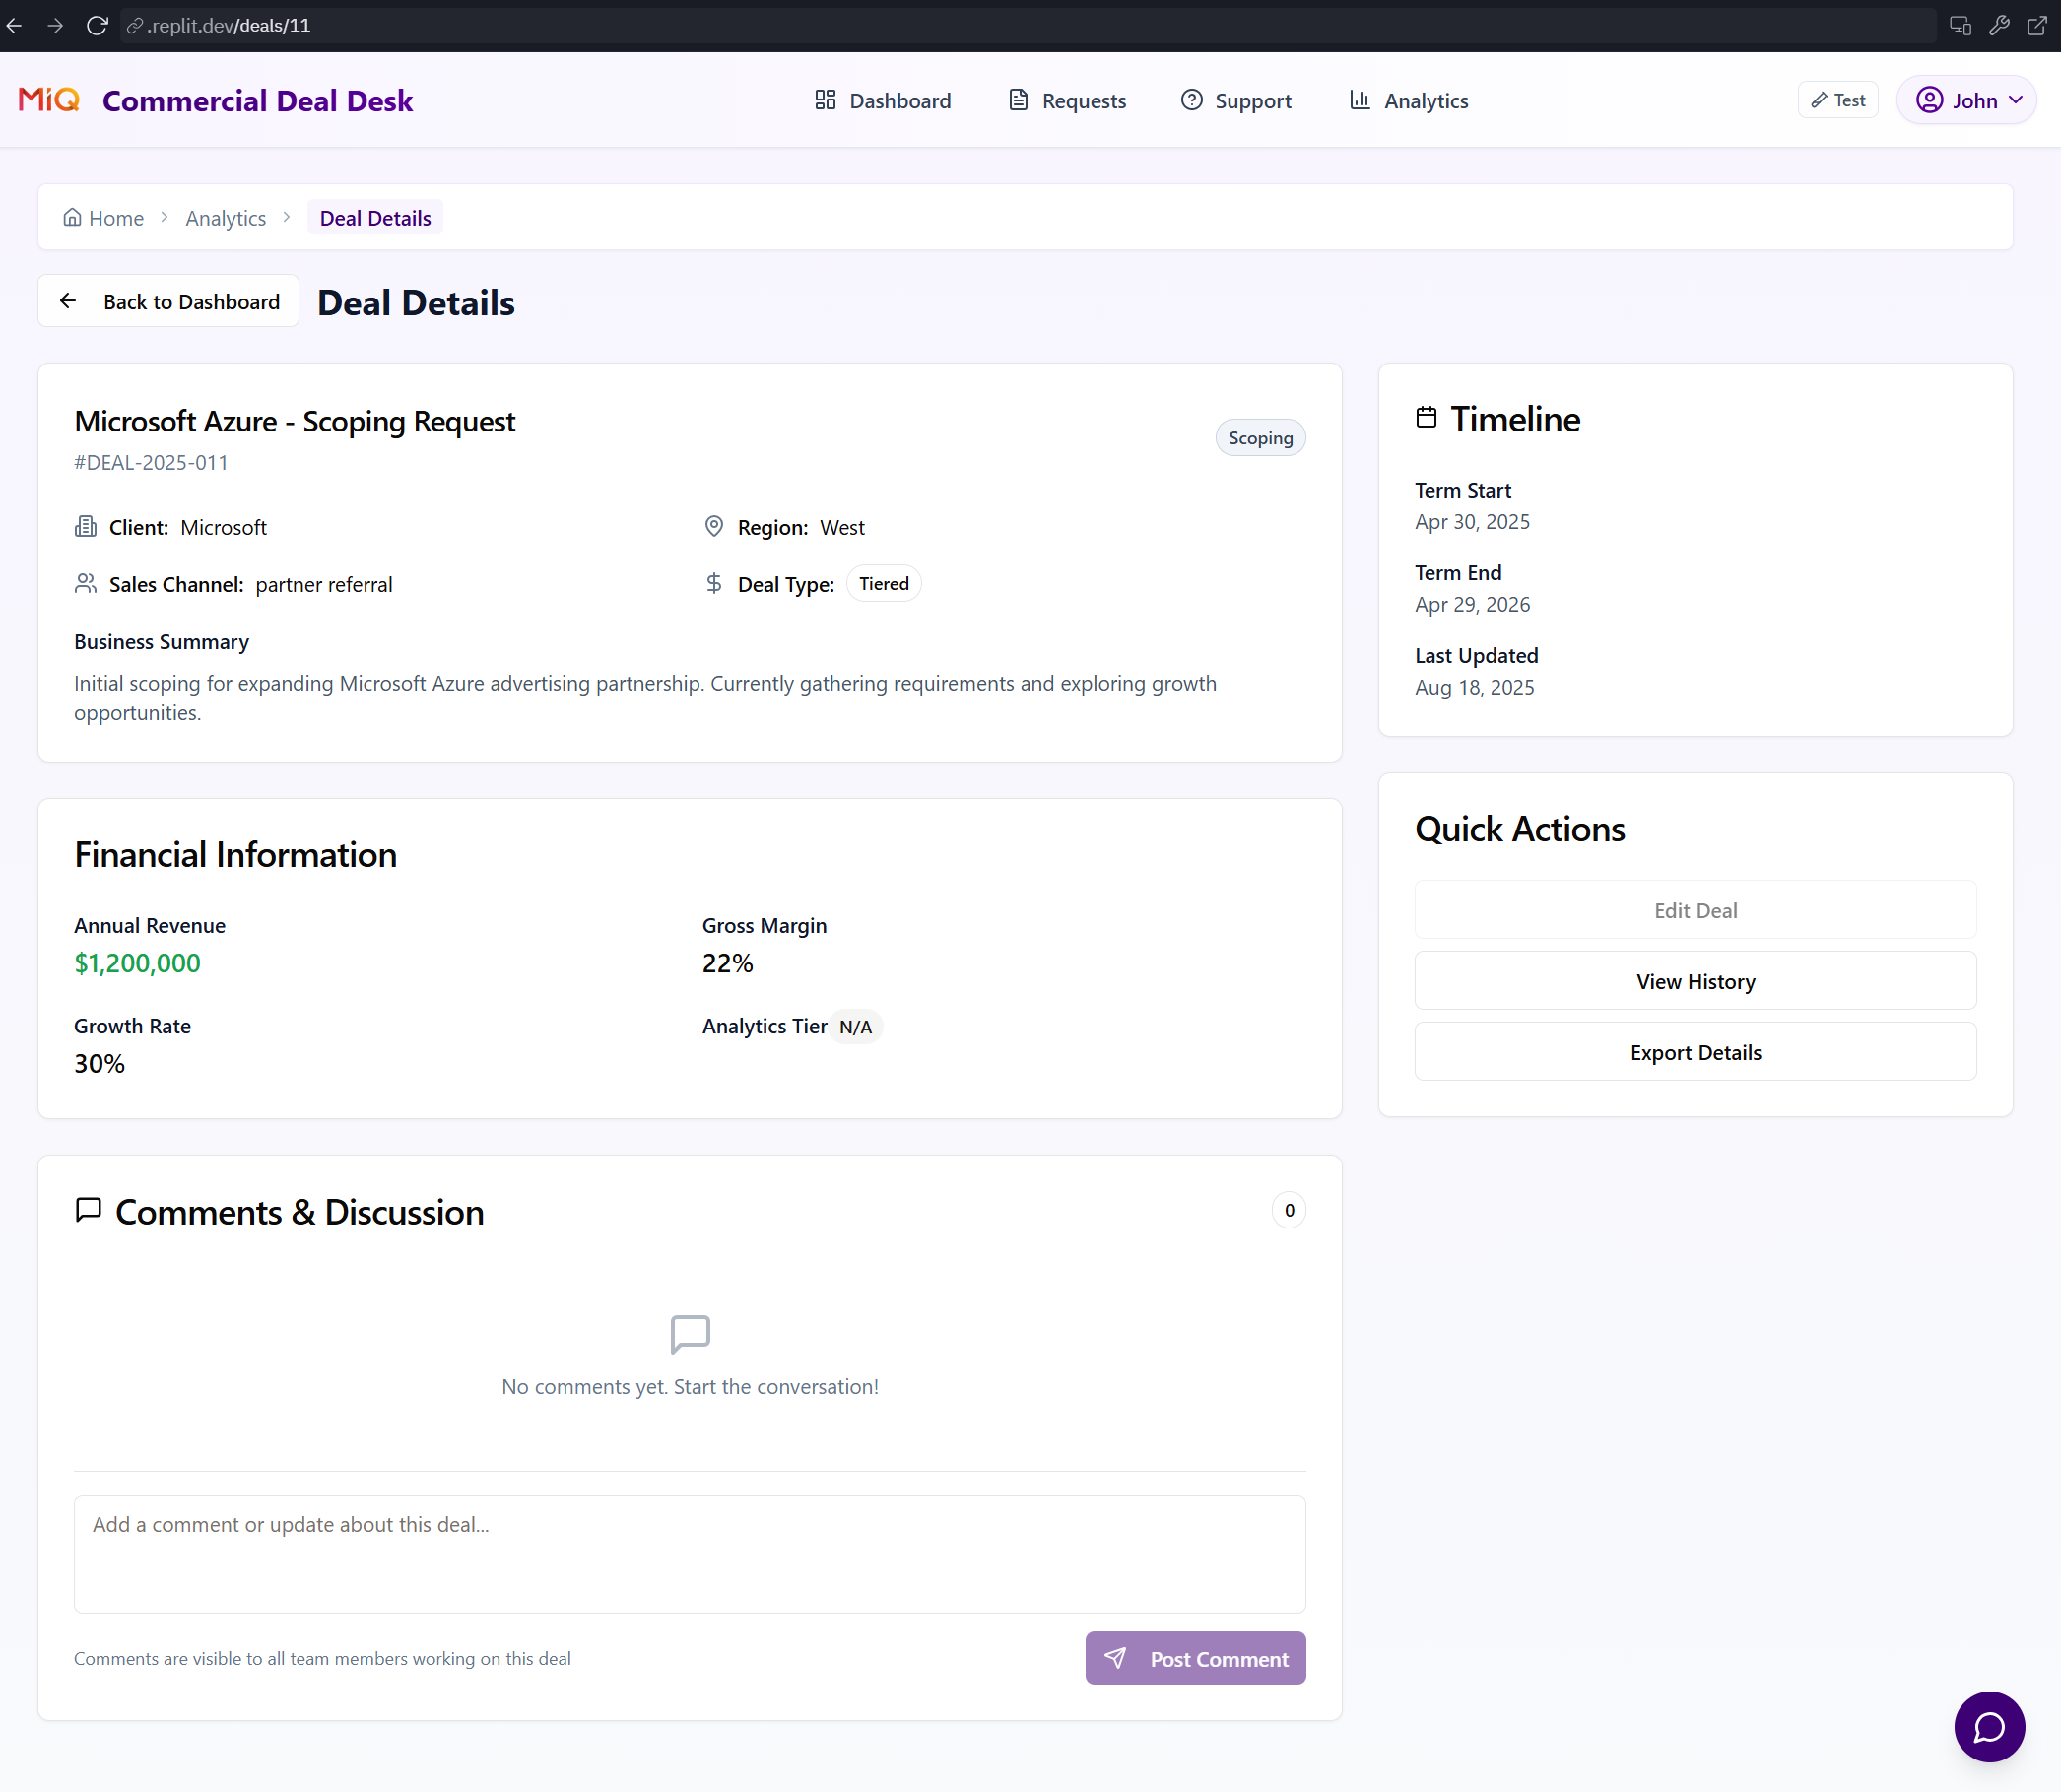 .replit.dev/deals/11
MiQ Commercial Deal Desk
Dashboard
Requests
Support
Analytics
Test
John
Home
Analytics
Deal Details
Back to Dashboard
Deal Details
Microsoft Azure - Scoping Request
#DEAL-2025-011
Scoping
Client: Microsoft
Region: West
Sales Channel: partner referral
Deal Type: Tiered
Business Summary
Initial scoping for expanding Microsoft Azure advertising partnership. Currently gathering requirements and exploring growth
opportunities.
Timeline
Term Start
Apr 30, 2025
Term End
Apr 29, 2026
Last Updated
Aug 18, 2025
Financial Information
Annual Revenue
$1,200,000
Gross Margin
22%
Growth Rate
30%
Analytics Tier N/A
Quick Actions
Edit Deal
View History
Export Details
Comments & Discussion
0
No comments yet. Start the conversation!
Add a comment or update about this deal...
Comments are visible to all team members working on this deal
Post Comment